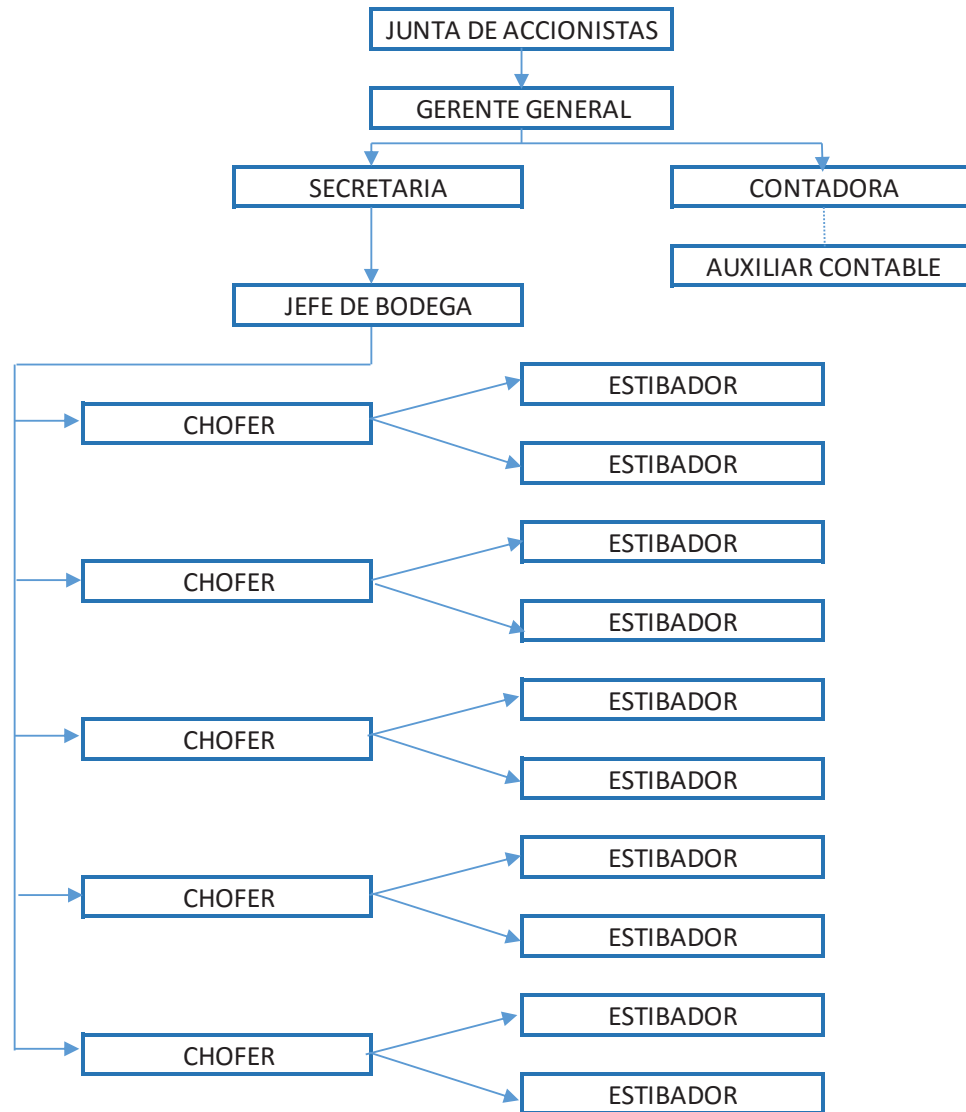 JUNTA DE ACCIONISTAS
GERENTE GENERAL
SECRETARIA
CONTADORA
AUXILIAR CONTABLE
JEFE DE BODEGA
CHOFER
ESTIBADOR
ESTIBADOR
CHOFER
ESTIBADOR
ESTIBADOR
CHOFER
ESTIBADOR
ESTIBADOR
CHOFER
ESTIBADOR
ESTIBADOR
CHOFER
ESTIBADOR
ESTIBADOR